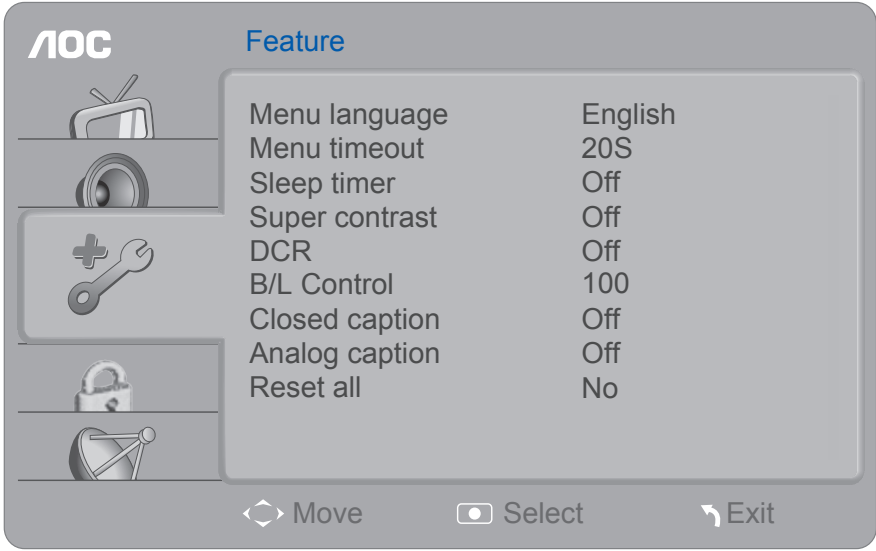 AOC
Feature
Menu language English
Menu timeout 20S
Sleep timer Off
Super contrast Off
DCR Off
B/L Control 100
Closed caption Off
Analog caption Off
Reset all No
Move Select Exit